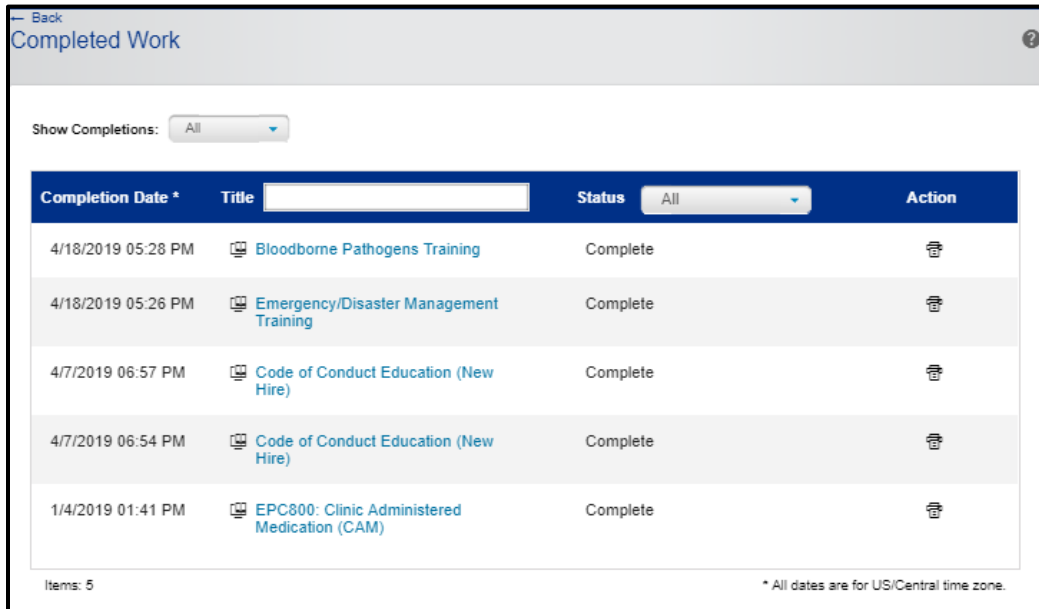 ← Back
Completed Work
?
Show Completions: All
Completion Date * Title Status All Action
4/18/2019 05:28 PM Bloodborne Pathogens Training Complete
4/18/2019 05:26 PM Emergency/Disaster Management Complete
Training
4/7/2019 06:57 PM Code of Conduct Education (New Complete
Hire)
4/7/2019 06:54 PM Code of Conduct Education (New Complete
Hire)
1/4/2019 01:41 PM EPC800: Clinic Administered Complete
Medication (CAM)
Items: 5 * All dates are for US/Central time zone.